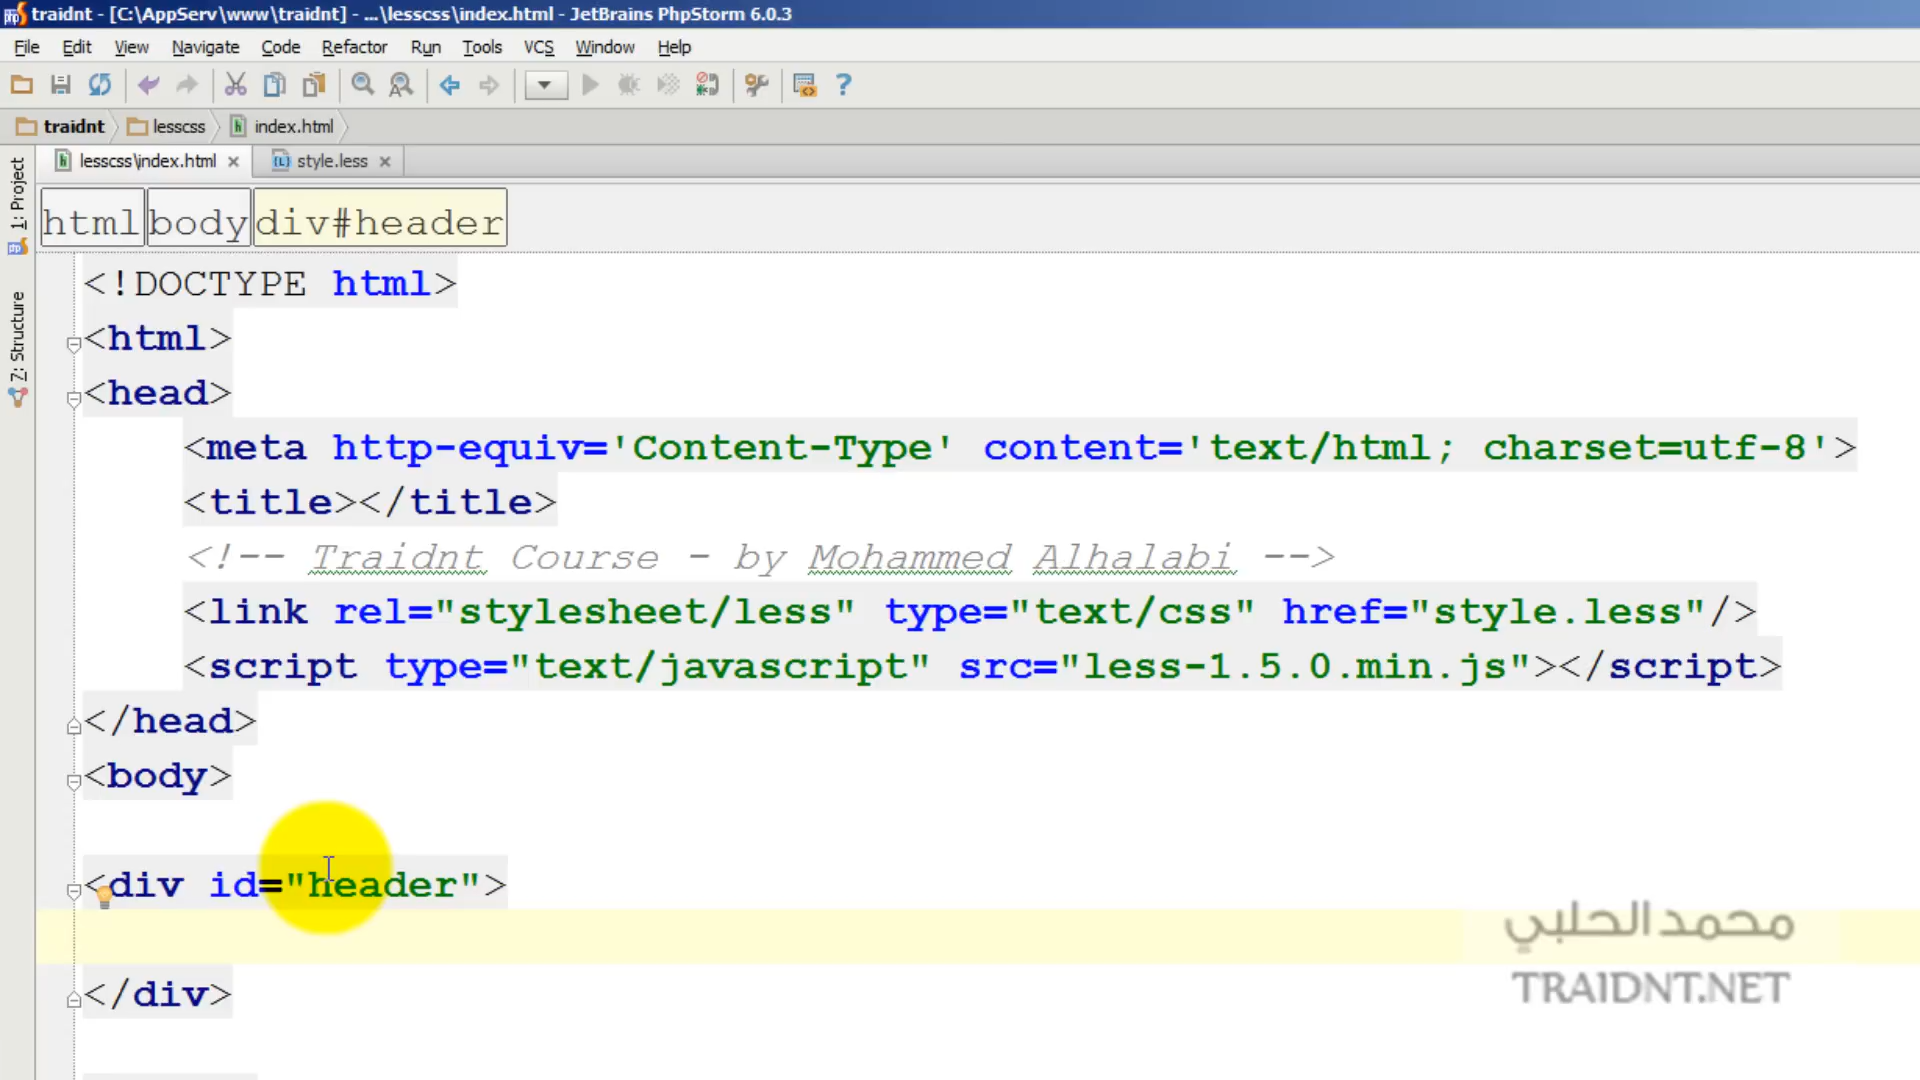 traidnt - [C:\AppServ\www\traidnt] - ...\lesscss\index.html - JetBrains PhpStorm 6.0.3
File Edit View Navigate Code Refactor Run Tools VCS Window Help
traidnt lesscss index.html
lesscss\index.html style.less
1: Project
7: Structure
html body div#header
<!DOCTYPE html>
<html>
<head>
<meta http-equiv='Content-Type' content='text/html; charset=utf-8'>
<title></title>
<!-- Traidnt Course - by Mohammed Alhalabi -->
<link rel="stylesheet/less" type="text/css" href="style.less"/>
<script type="text/javascript" src="less-1.5.0.min.js"></script>
</head>
<body>
<div id="header">
محمد الحلبي
</div>
TRAIDNT.NET